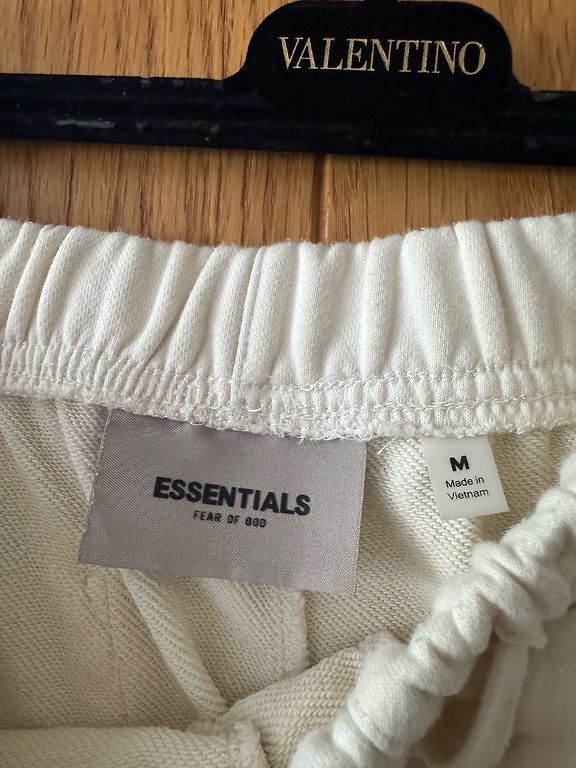 VALENTINO
ESSENTIALS
FEAR OF GOD
M
Made in
Vietnam